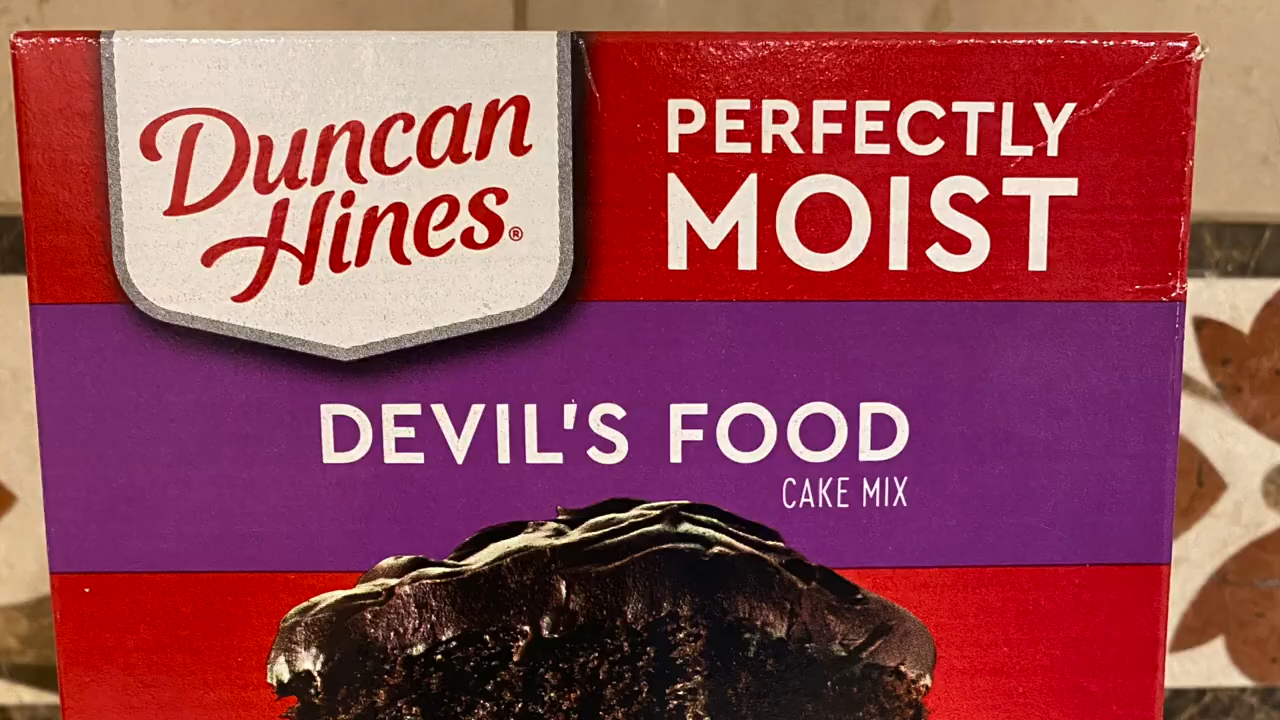 Duncan
Hines®
PERFECTLY
MOIST
DEVIL'S FOOD
CAKE MIX